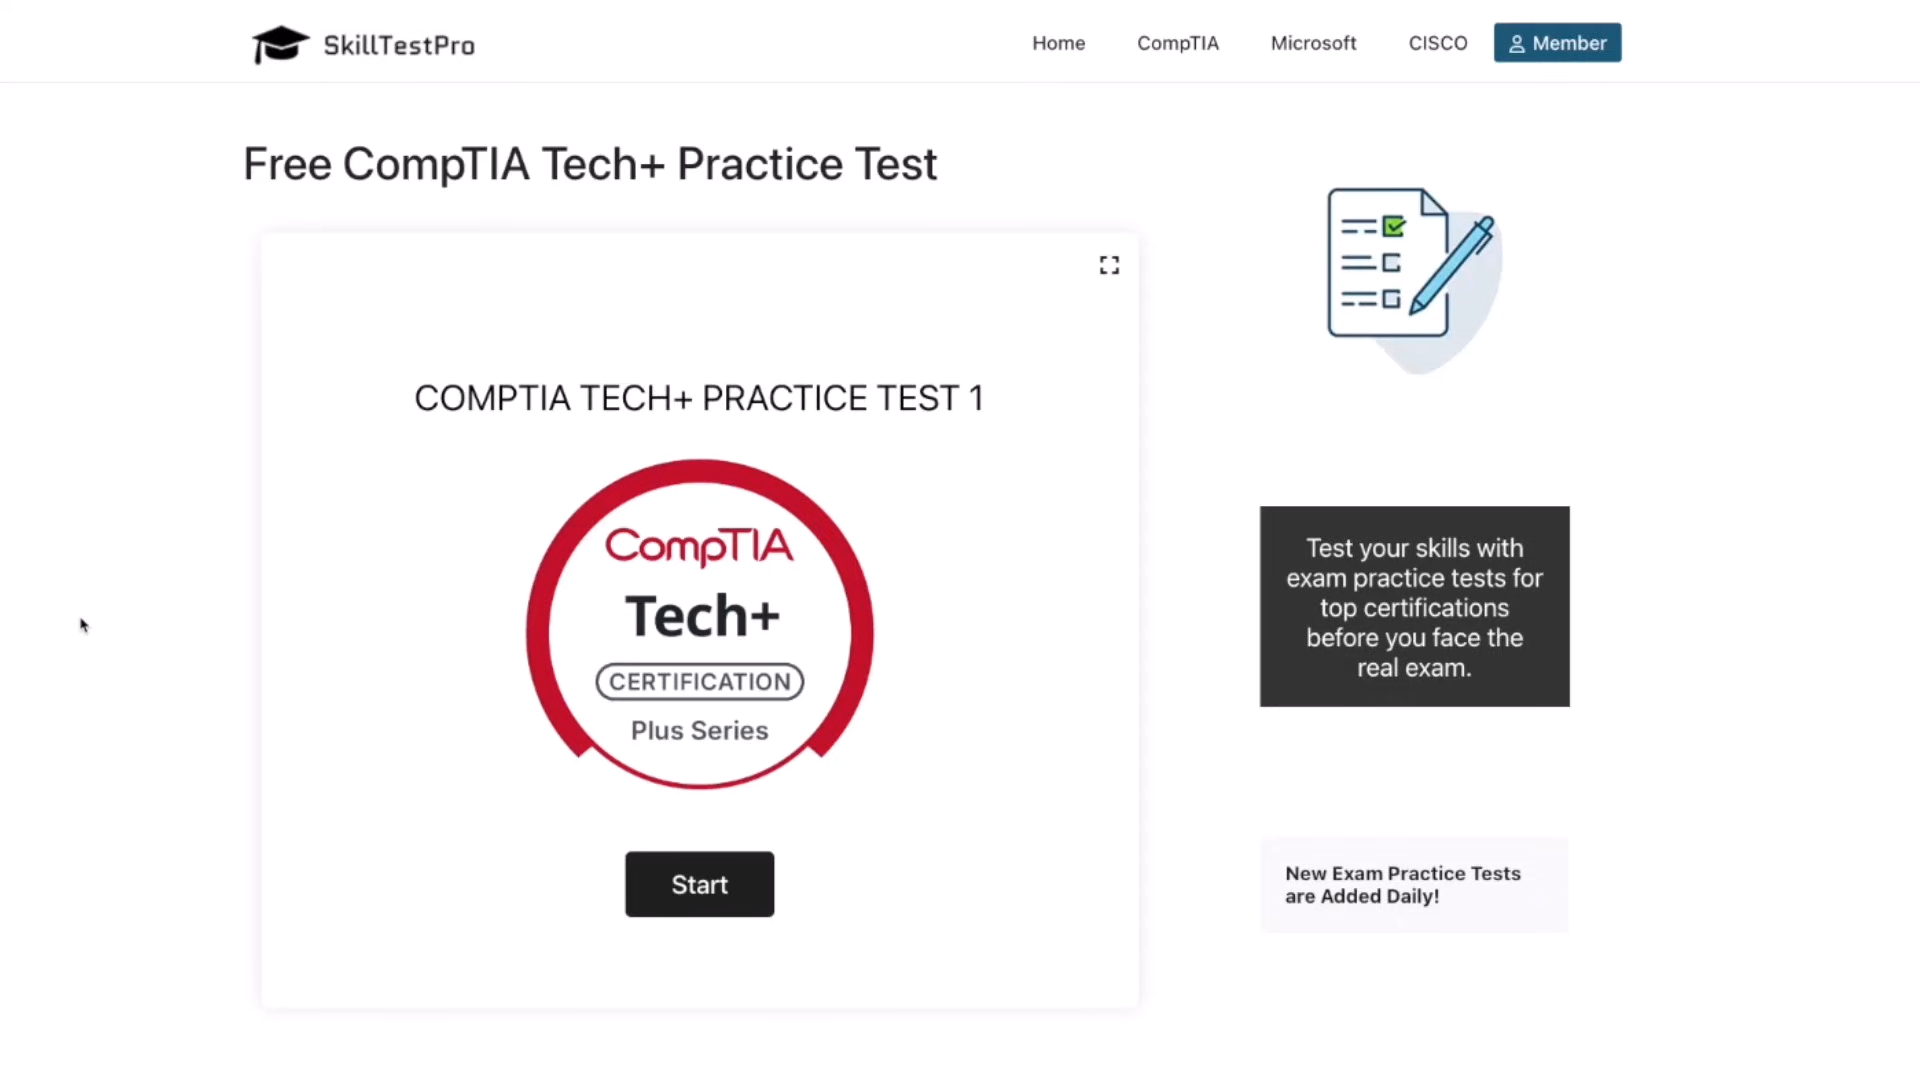 SkillTestPro
Home
CompTIA
Microsoft
CISCO
Member
Free CompTIA Tech+ Practice Test
COMPTIA TECH+ PRACTICE TEST 1
CompTIA
Tech+
CERTIFICATION
Plus Series
Start
Test your skills with
exam practice tests for
top certifications
before you face the
real exam.
New Exam Practice Tests
are Added Daily!